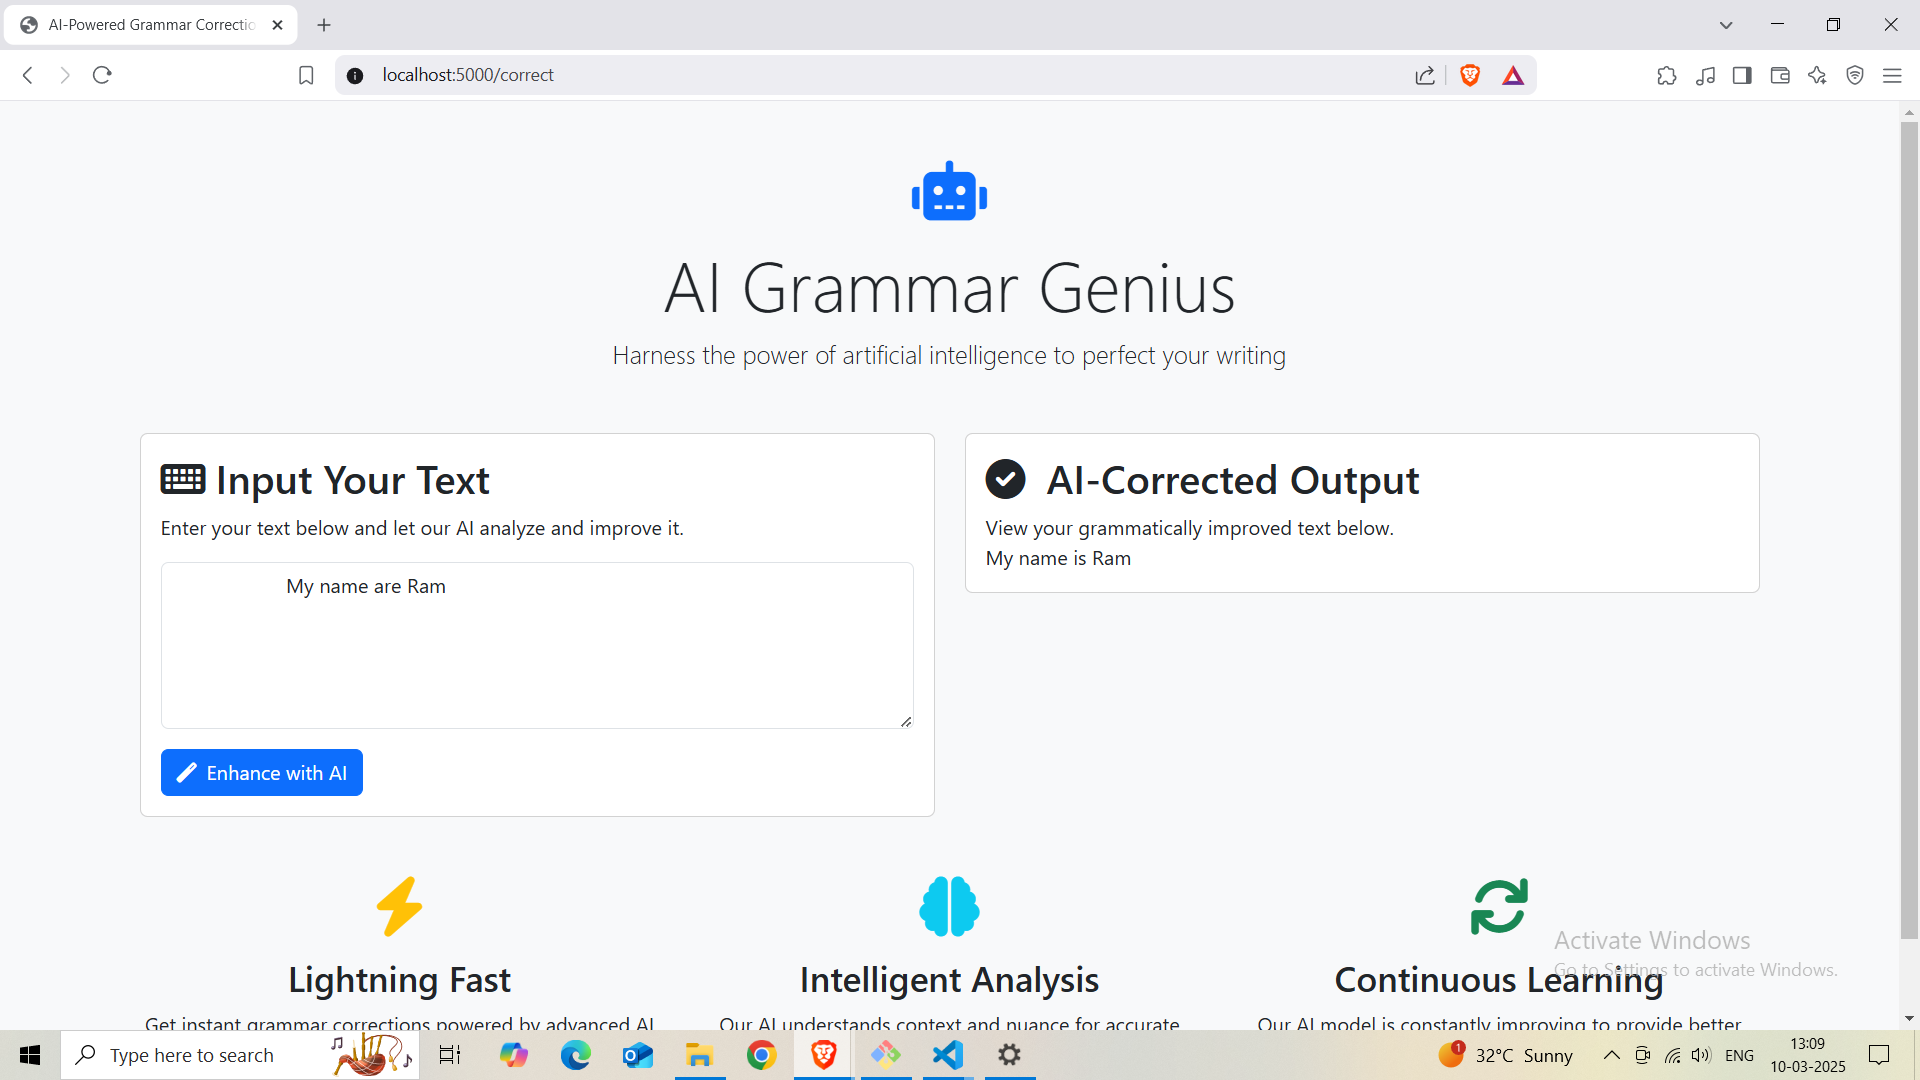 AI-Powered Grammar Correctio
localhost:5000/correct
AI Grammar Genius
Harness the power of artificial intelligence to perfect your writing
Input Your Text
Enter your text below and let our AI analyze and improve it.
My name are Ram
Enhance with AI
AI-Corrected Output
View your grammatically improved text below.
My name is Ram
Lightning Fast
Get instant grammar corrections powered by advanced AI
Intelligent Analysis
Our AI understands context and nuance for accurate
Continuous Learning
Our AI model is constantly improving to provide better
Activate Windows
Go to Settings to activate Windows.
Type here to search
1
32°C Sunny
ENG
13:09
10-03-2025